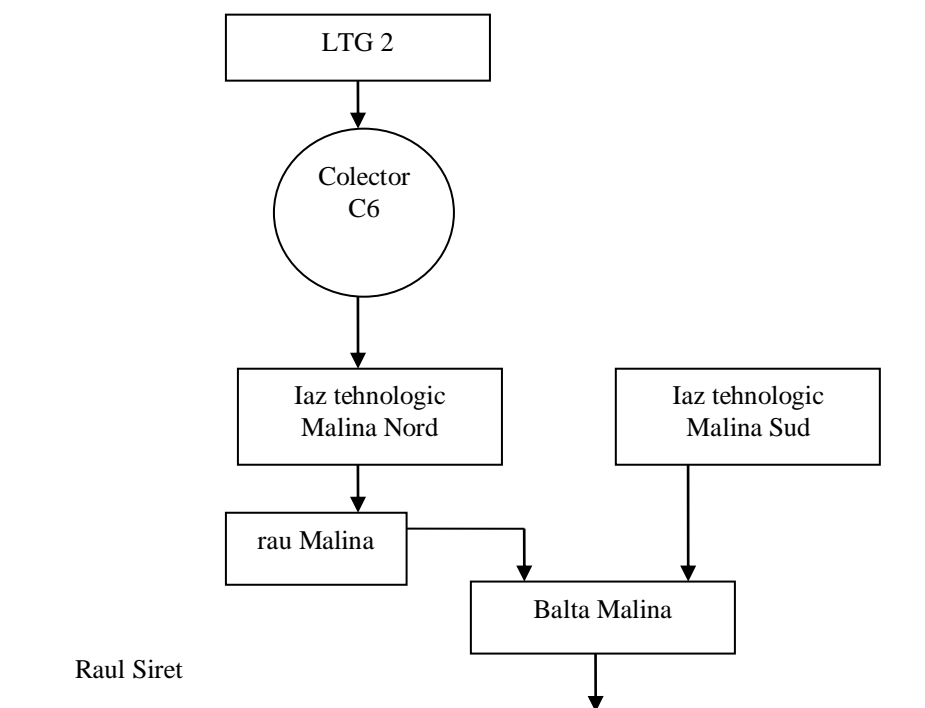 LTG 2
Colector
C6
Iaz tehnologic
Malina Nord
Iaz tehnologic
Malina Sud
rau Malina
Balta Malina
Raul Siret